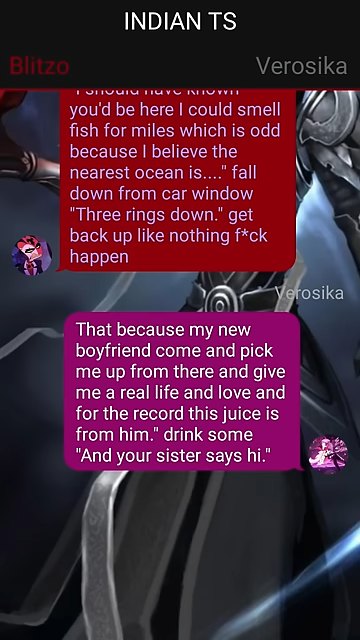 INDIAN TS
Blitzo
Verosika
"I should have known
you'd be here I could smell
fish for miles which is odd
because I believe the
nearest ocean is...." fall
down from car window
"Three rings down." get
back up like nothing f*ck
happen
Verosika
That because my new
boyfriend come and pick
me up from there and give
me a real life and love and
for the record this juice is
from him." drink some
"And your sister says hi."